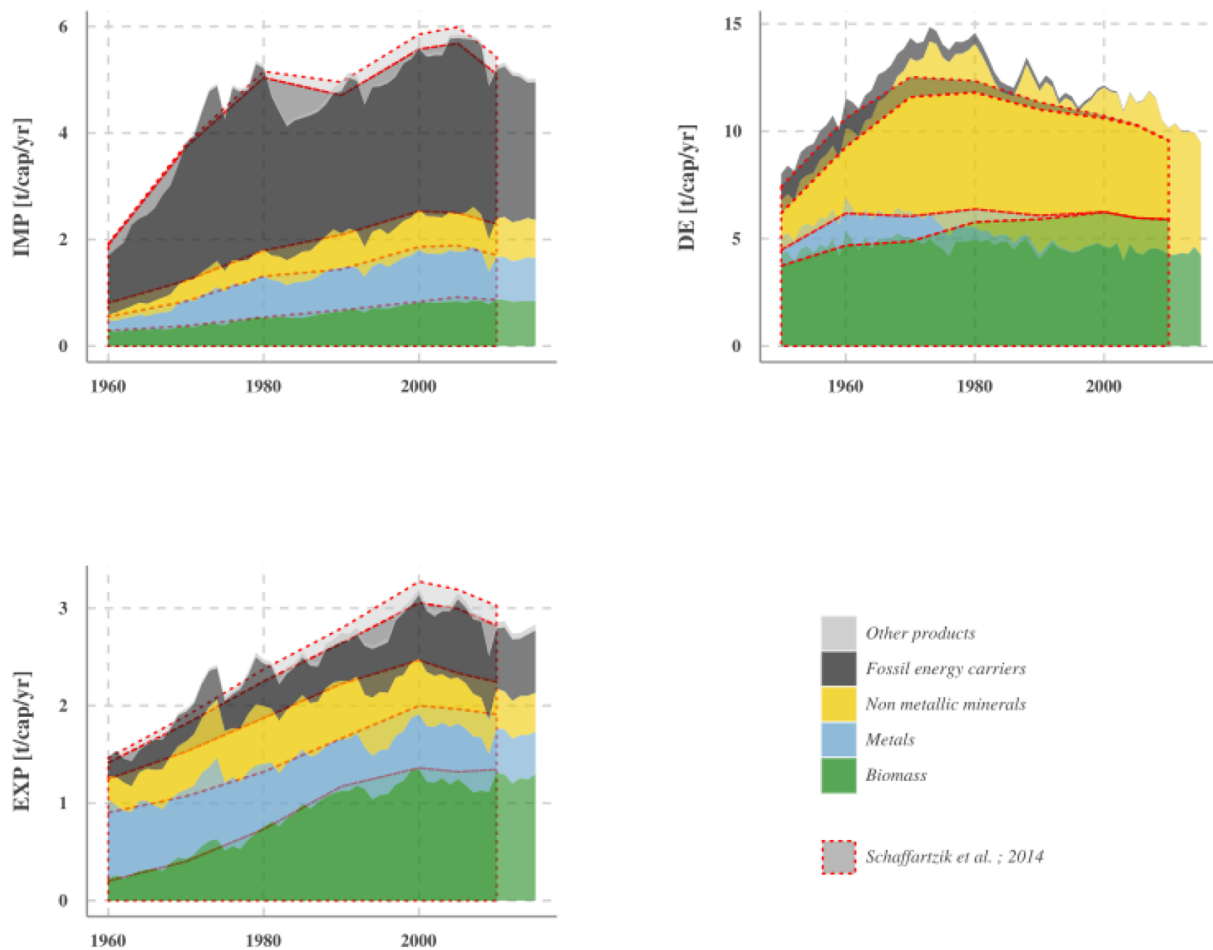 IMP [t/cap/yr]
6
4
2
0
1960
1980
2000
DE [t/cap/yr]
15
10
5
0
1960
1980
2000
EXP [t/cap/yr]
3
2
1
0
1960
1980
2000
Other products
Fossil energy carriers
Non metallic minerals
Metals
Biomass
Schaffartzik et al. ; 2014